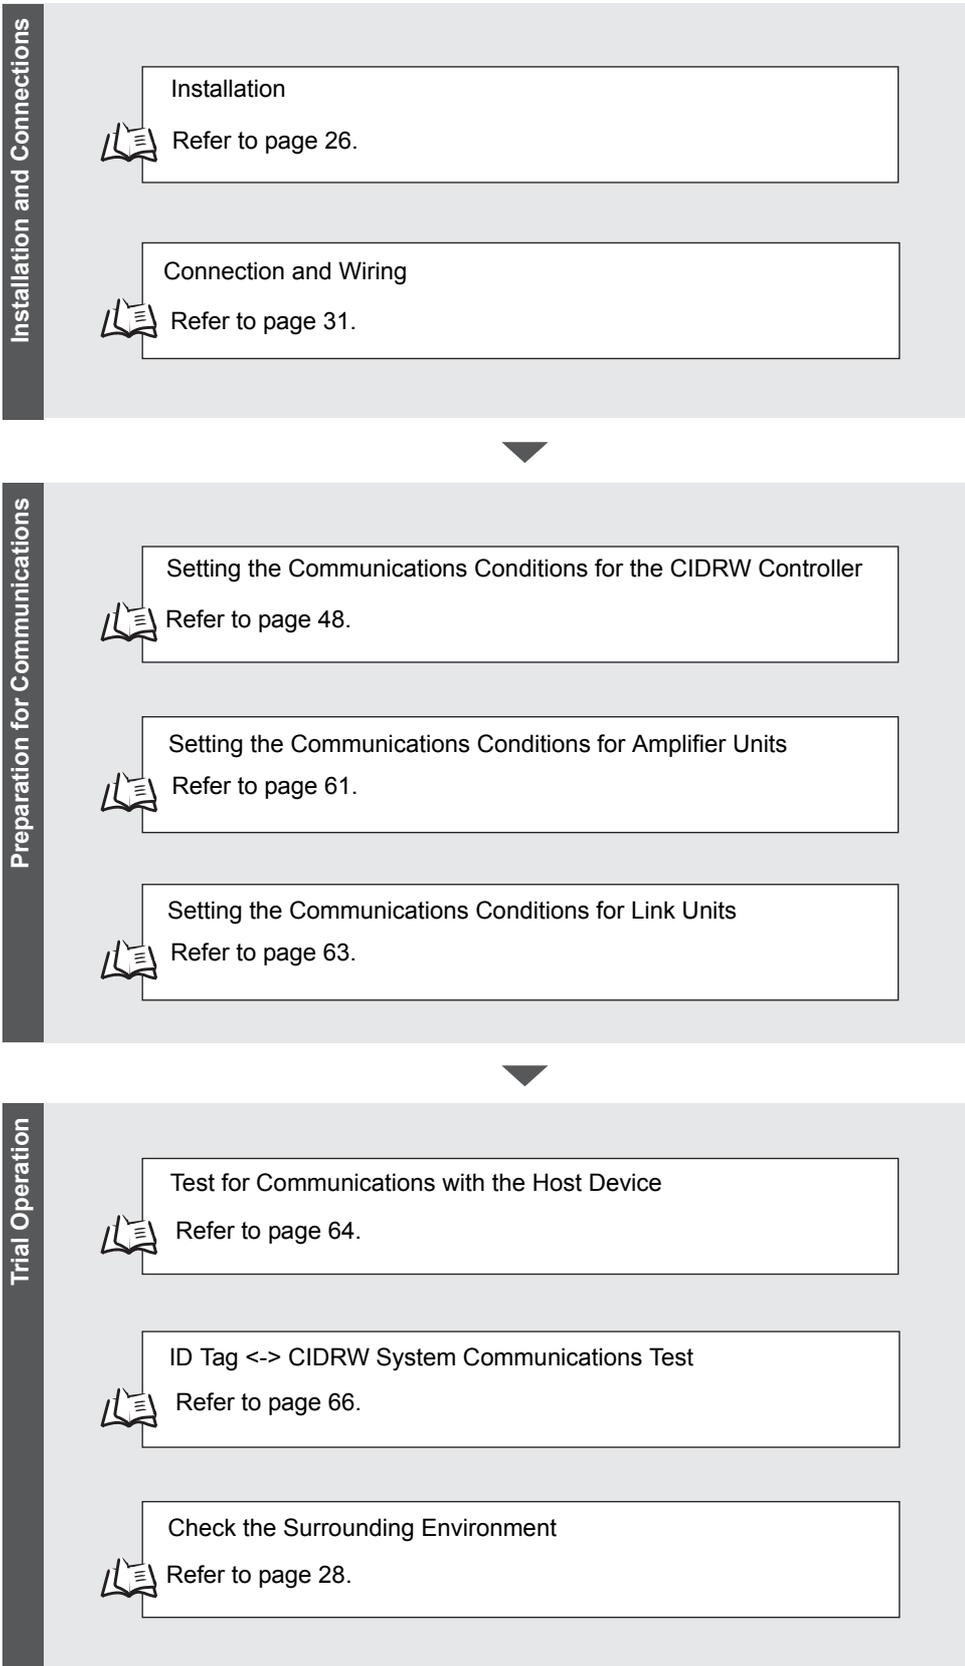 Installation and Connections
Installation
Refer to page 26.
Connection and Wiring
Refer to page 31.
Preparation for Communications
Setting the Communications Conditions for the CIDRW Controller
Refer to page 48.
Setting the Communications Conditions for Amplifier Units
Refer to page 61.
Setting the Communications Conditions for Link Units
Refer to page 63.
Trial Operation
Test for Communications with the Host Device
Refer to page 64.
ID Tag <-> CIDRW System Communications Test
Refer to page 66.
Check the Surrounding Environment
Refer to page 28.